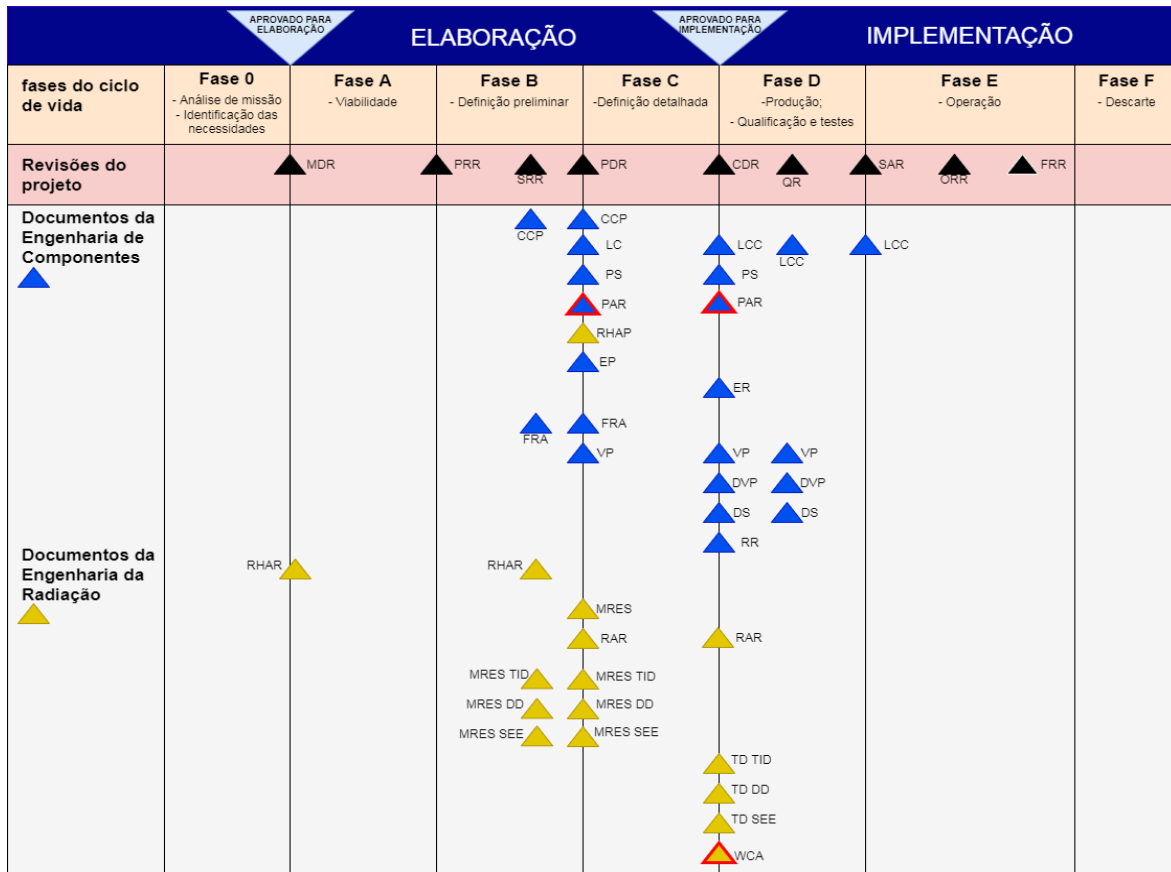 APROVADO PARA
ELABORAÇÃO
ELABORAÇÃO
APROVADO PARA
IMPLEMENTAÇÃO
IMPLEMENTAÇÃO
fases do ciclo
de vida
Fase 0
- Análise de missão
- Identificação das
necessidades
Fase A
- Viabilidade
Fase B
- Definição preliminar
Fase C
-Definição detalhada
Fase D
-Produção;
- Qualificação e testes
Fase E
- Operação
Fase F
- Descarte
Revisões do
projeto
MDR
PRR
SRR
PDR
CDR
QR
SAR
ORR
FRR
Documentos da
Engenharia de
Componentes
CCP
CCP
LC
LCC
LCC
LCC
PS
PS
PAR
PAR
RHAP
EP
ER
FRA
FRA
VP
VP
VP
DVP
DVP
DS
DS
RR
Documentos da
Engenharia da
Radiação
RHAR
RHAR
MRES
RAR
RAR
MRES TID
MRES TID
MRES DD
MRES DD
MRES SEE
MRES SEE
TD TID
TD DD
TD SEE
WCA